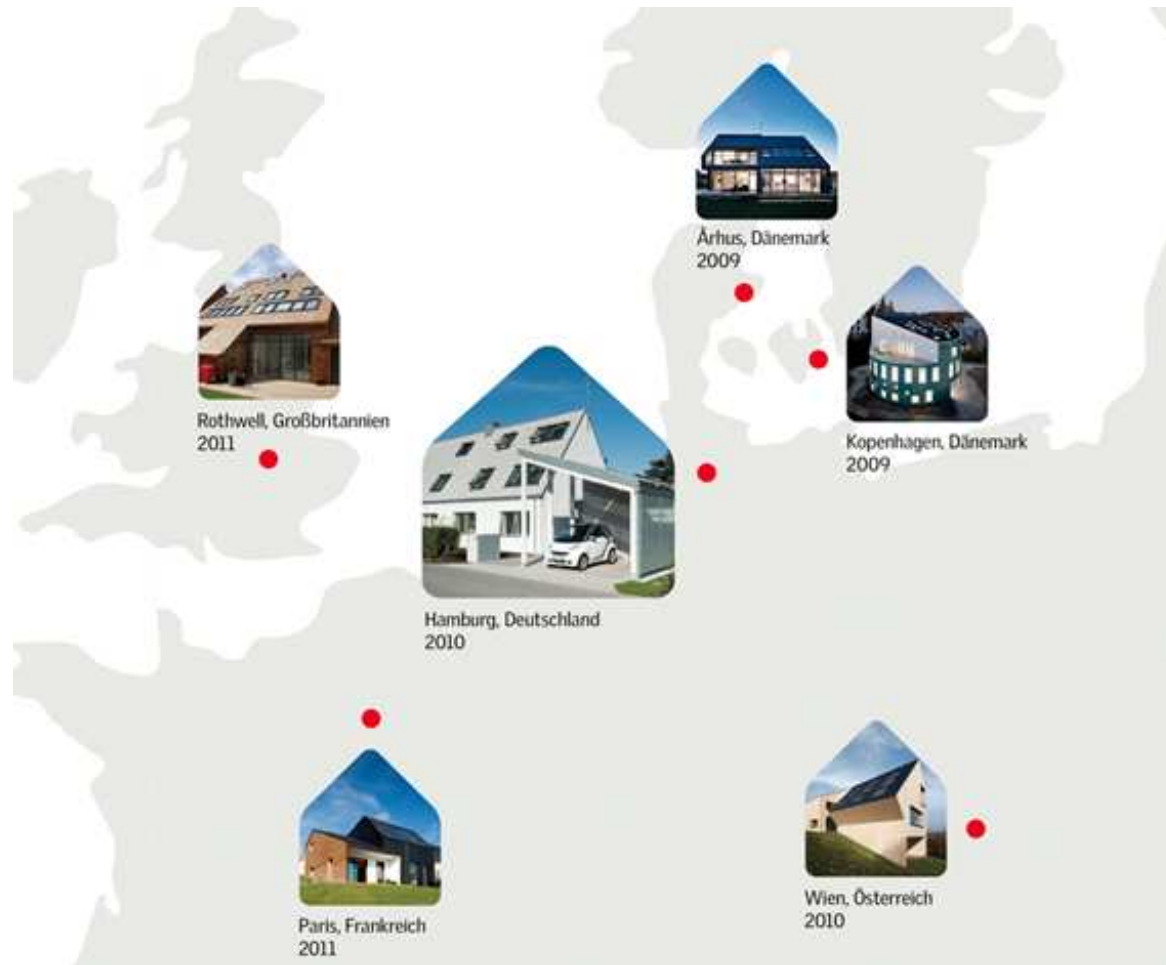 Århus, Dänemark
2009
Rothwell, Großbritannien
2011
Kopenhagen, Dänemark
2009
Hamburg, Deutschland
2010
Paris, Frankreich
2011
Wien, Österreich
2010